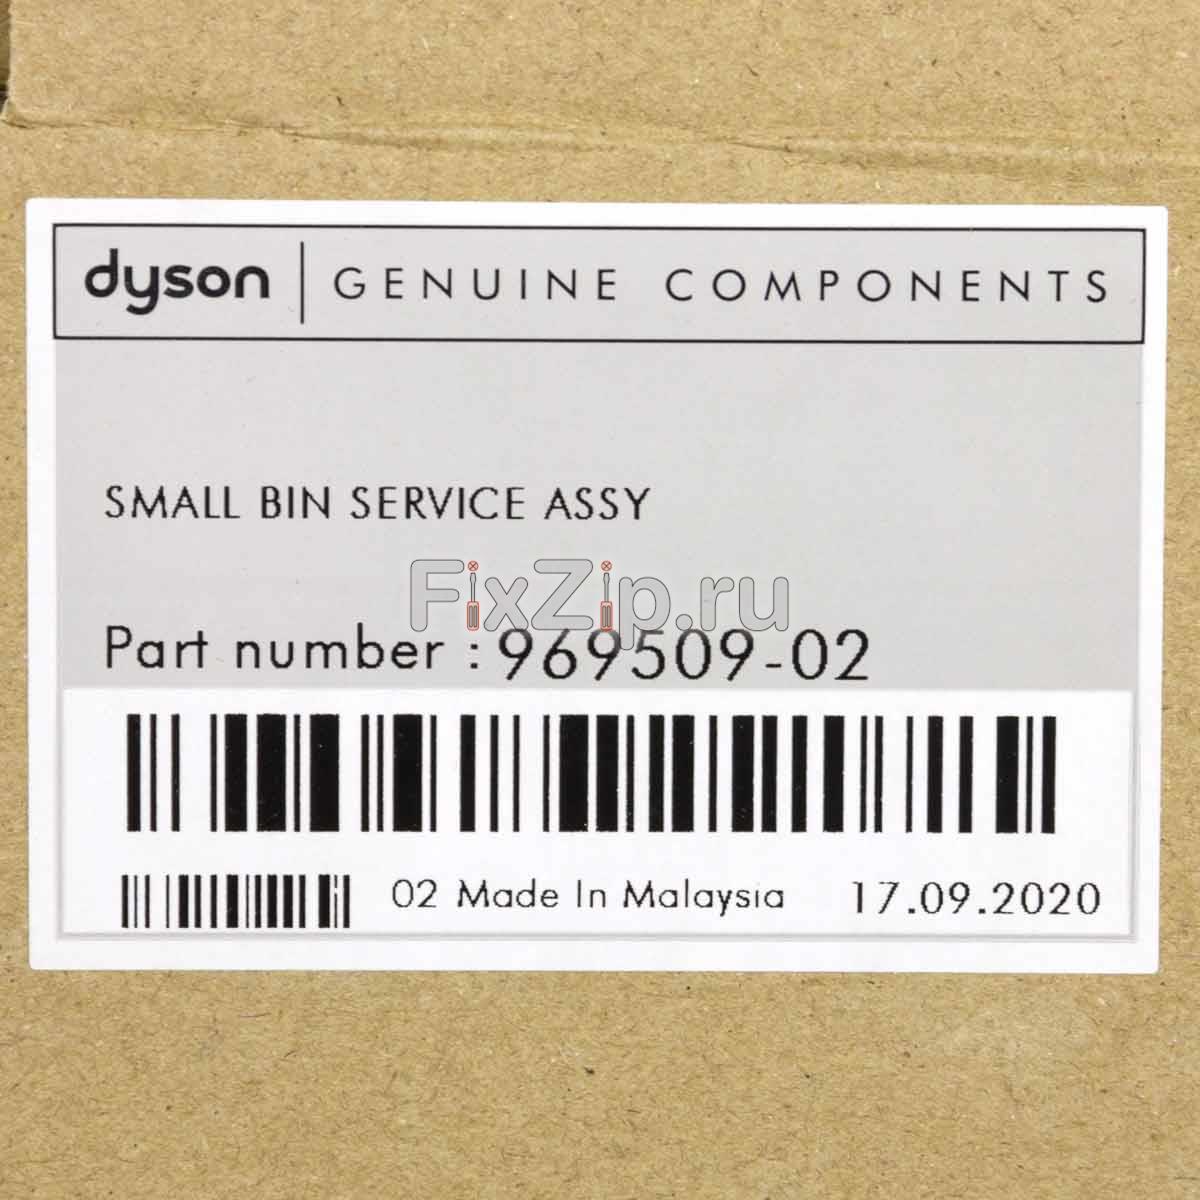 dyson | GENUINE COMPONENTS
SMALL BIN SERVICE ASSY
FixZip.ru
Part number : 969509-02
02 Made In Malaysia 17.09.2020